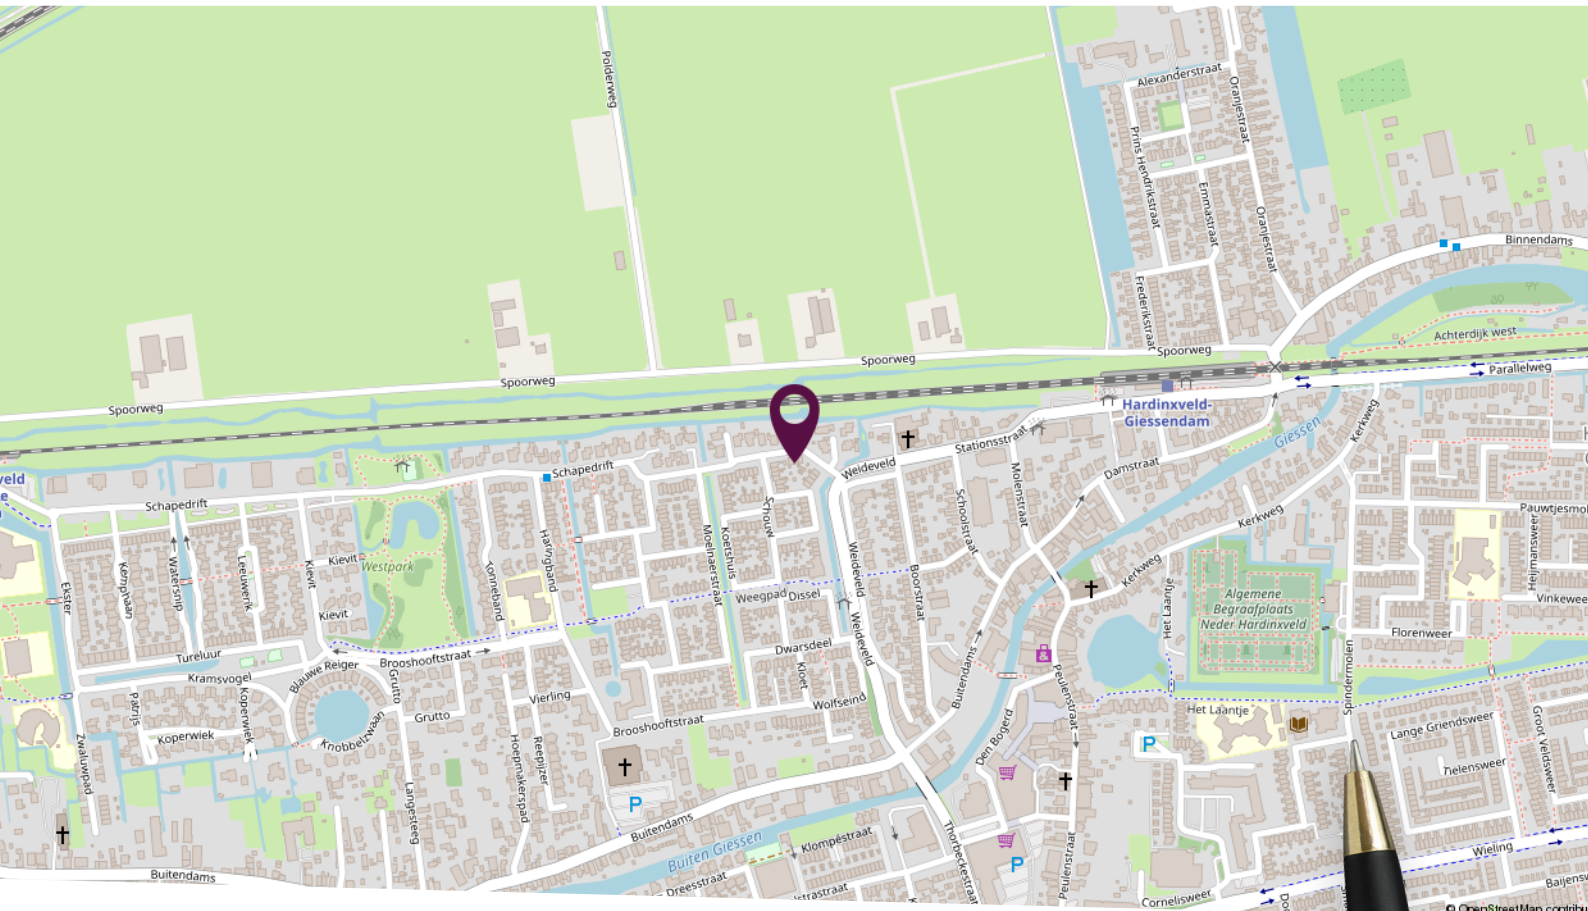 Polderweg
Alexanderstraat
Oranjestraat
Prins Hendrikstraat
Emmastraat
Oranjestraat
Frederikstraat
Binnendams
Achterdijk west
Spoorweg
Spoorweg
Spoorweg
Spoorweg
Parallelweg
Hardinxveld-
Giessendam
Giessen
Kerkweg
Stationsstraat
Weideveld
Damstraat
Schapedrift
Schapedrift
Molenstraat
Schoolstraat
Schouw
Koetshuis
Moelnaerstraat
Haringband
Tonneband
Westpark
Kievit
Kievit
Kievit
Leeuwerik
Watersnip
Kemphaan
Ekster
Weideveld
Boorstraat
Weegpad
Dissel
Kerkweg
Kerkweg
Pauwtjesmol
Hermansweer
Vinkewee
Florenweer
Algemene
Begraafplaats
Neder Hardinxveld
Het Laantje
Weideveld
Dwarsdeel
Kloet
Wolfseind
Buitendams
Peulenstraat
Tureluur
Kramsvogel
Blauwe Reiger
Brooshooftstraat
Grutto
Grutto
Vierling
Brooshooftstraat
Patrijs
Koperwiek
Koperwiek
Knobbelzwaan
Zwaluwpad
Langesteeg
Hoepmakerspad
Reepijzer
Den Bogerd
Het Laantje
Spindermolen
Lange Griendsweer
Tielensweer
Groot Veldsweer
P
P
P
Buitendams
Buitendams
Buiten Giessen
Klompéstraat
Dreesstraat
Thorbeckestraat
Peulenstraat
Wieling
Cornelisweer
Baijens
© OpenStreetMap contribu